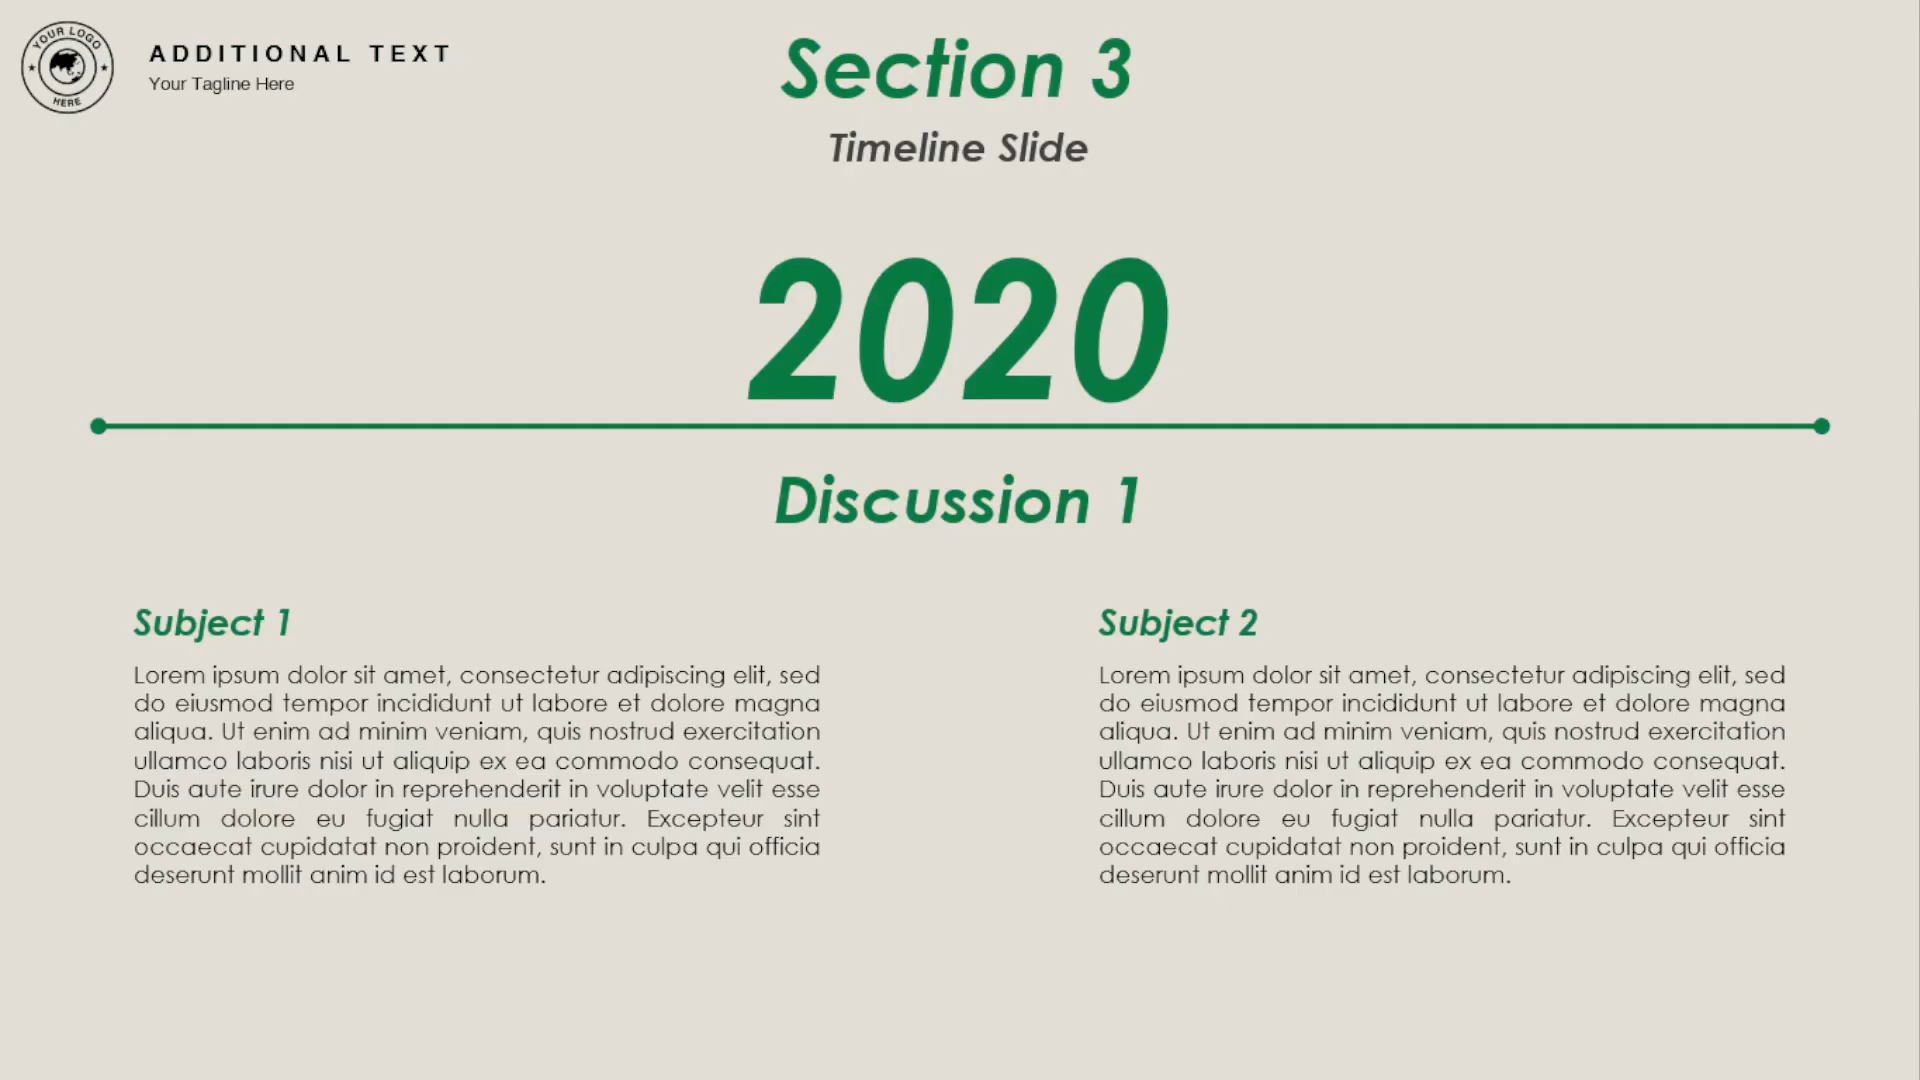 YOUR LOGO
HERE
ADDITIONAL TEXT
Your Tagline Here
Section 3
Timeline Slide
2020
Discussion 1
Subject 1
Lorem ipsum dolor sit amet, consectetur adipiscing elit, sed
do eiusmod tempor incididunt ut labore et dolore magna
aliqua. Ut enim ad minim veniam, quis nostrud exercitation
ullamco laboris nisi ut aliquip ex ea commodo consequat.
Duis aute irure dolor in reprehenderit in voluptate velit esse
cillum dolore eu fugiat nulla pariatur. Excepteur sint
occaecat cupidatat non proident, sunt in culpa qui officia
deserunt mollit anim id est laborum.
Subject 2
Lorem ipsum dolor sit amet, consectetur adipiscing elit, sed
do eiusmod tempor incididunt ut labore et dolore magna
aliqua. Ut enim ad minim veniam, quis nostrud exercitation
ullamco laboris nisi ut aliquip ex ea commodo consequat.
Duis aute irure dolor in reprehenderit in voluptate velit esse
cillum dolore eu fugiat nulla pariatur. Excepteur sint
occaecat cupidatat non proident, sunt in culpa qui officia
deserunt mollit anim id est laborum.